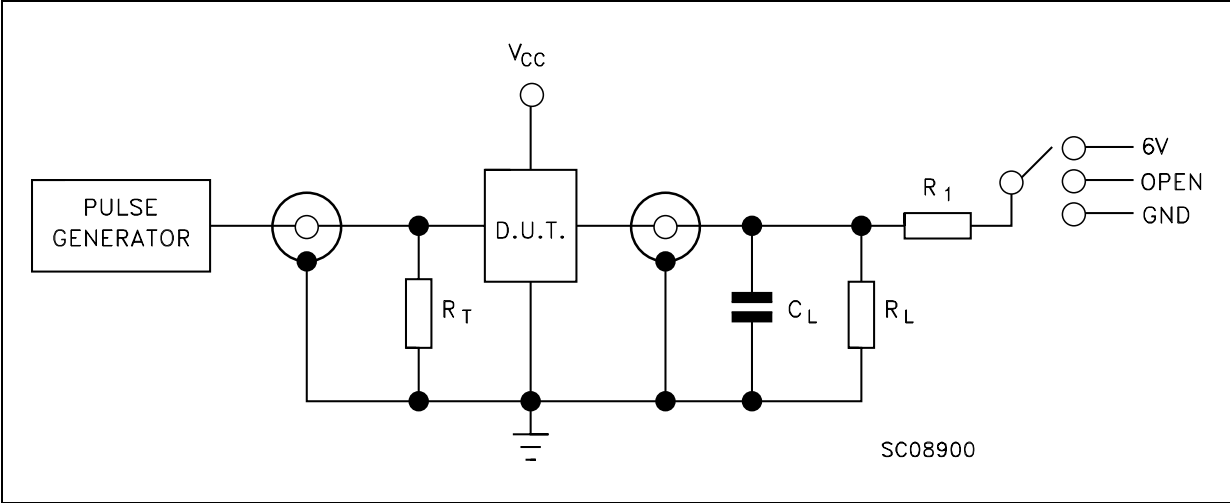 VCC
PULSE
GENERATOR
D.U.T.
RT
CL
RL
R1
6V
OPEN
GND
SC08900